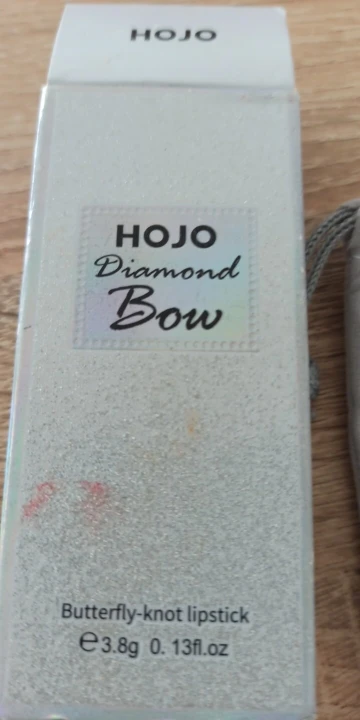 HOJO
HOJO
Diamond
Bow
Butterfly-knot lipstick
℮3.8g 0. 13fl.oz